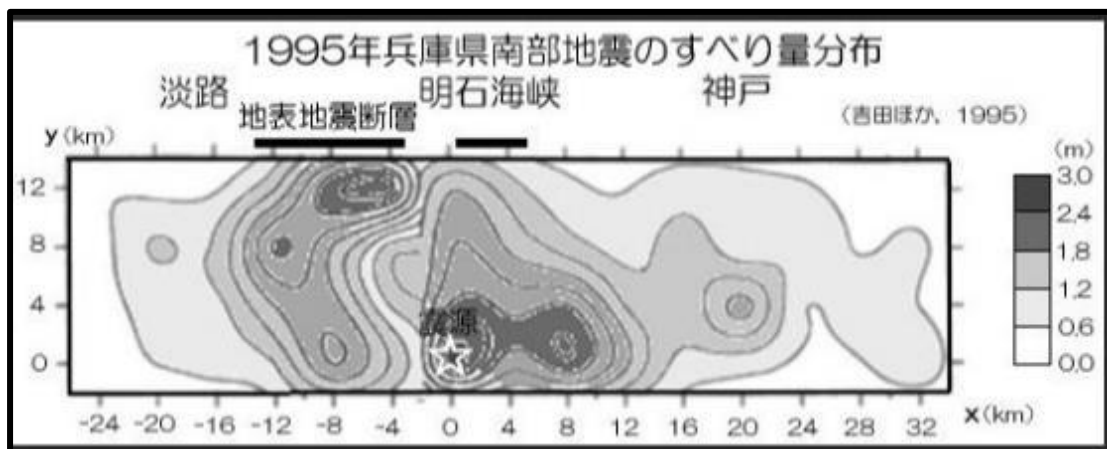 1995年兵庫県南部地震のすべり量分布
淡路 明石海峡 神戸
地表地震断層
(吉田ほか, 1995)
y(km)
(m)
12
8
4
0
3.0
2.4
1.8
1.2
0.6
0.0
震源
-24 -20 -16 -12 -8 -4 0 4 8 12 16 20 24 28 32 x(km)